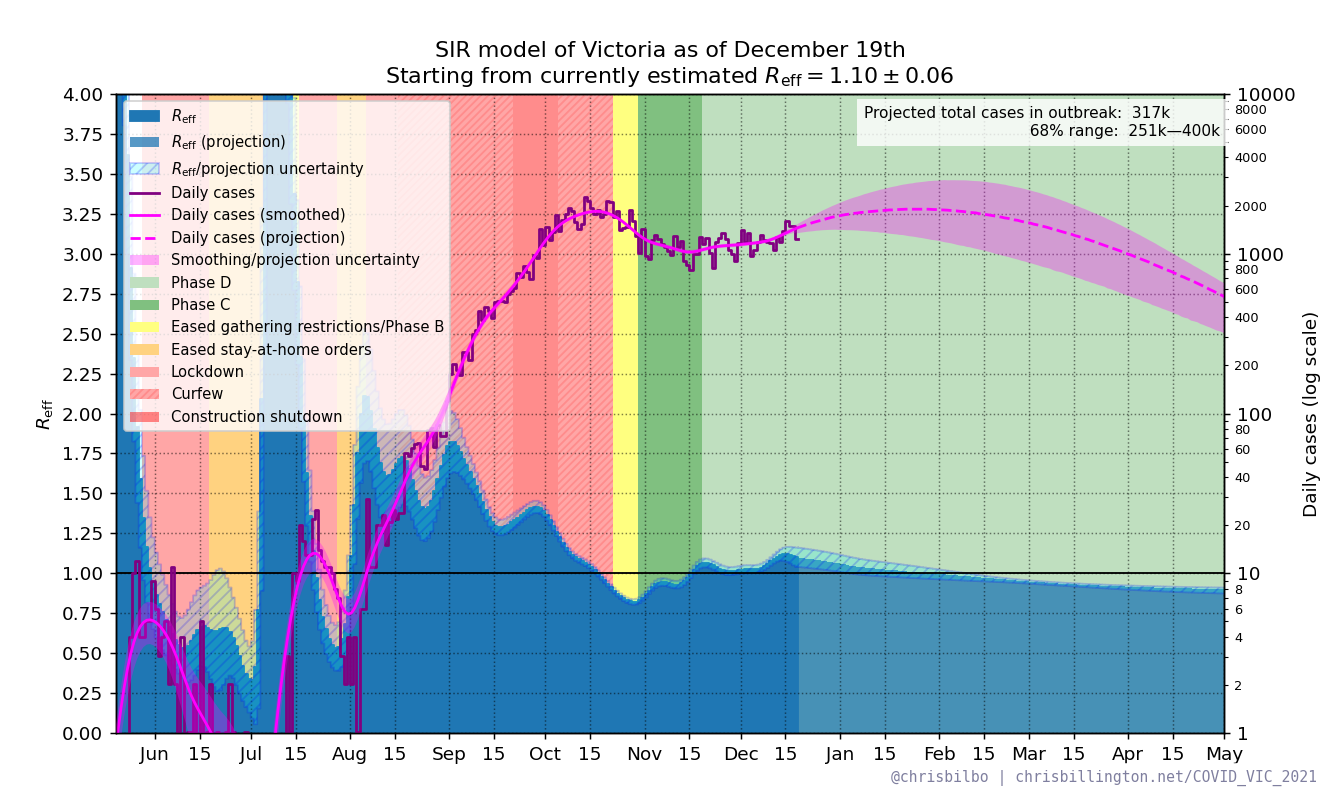 SIR model of Victoria as of December 19th
Starting from currently estimated R_eff = 1.10 ± 0.06
Projected total cases in outbreak: 317k
68% range: 251k—400k
R_eff
R_eff (projection)
R_eff/projection uncertainty
Daily cases
Daily cases (smoothed)
Daily cases (projection)
Smoothing/projection uncertainty
Phase D
Phase C
Eased gathering restrictions/Phase B
Eased stay-at-home orders
Lockdown
Curfew
Construction shutdown
R_eff
4.00
3.75
3.50
3.25
3.00
2.75
2.50
2.25
2.00
1.75
1.50
1.25
1.00
0.75
0.50
0.25
0.00
10000
8000
6000
4000
2000
1000
800
600
400
200
100
80
60
40
20
10
8
6
4
2
1
Daily cases (log scale)
Jun 15 Jul 15 Aug 15 Sep 15 Oct 15 Nov 15 Dec 15 Jan 15 Feb 15 Mar 15 Apr 15 May
@chrisbilbo | chrisbillington.net/COVID_VIC_2021